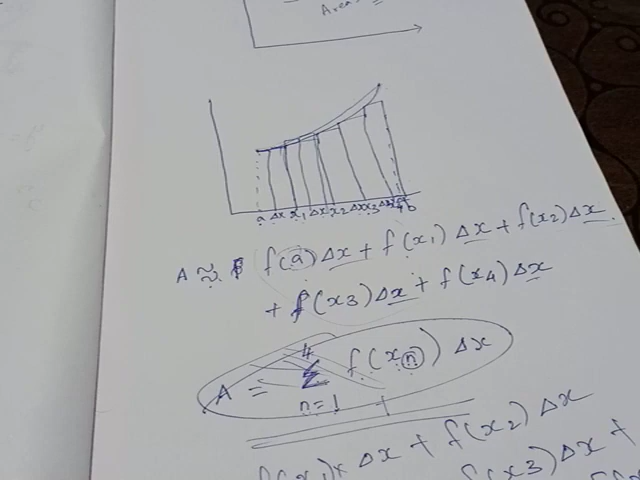 Area
a Δx x1 Δx x2 Δx x3 Δx x4 b
A ≈ f(a)Δx + f(x1)Δx + f(x2)Δx
+ f(x3)Δx + f(x4)Δx
4
A = Σ f(xn) Δx
n=1
f(x1)× Δx + f(x2) Δx
f(x3)Δx +